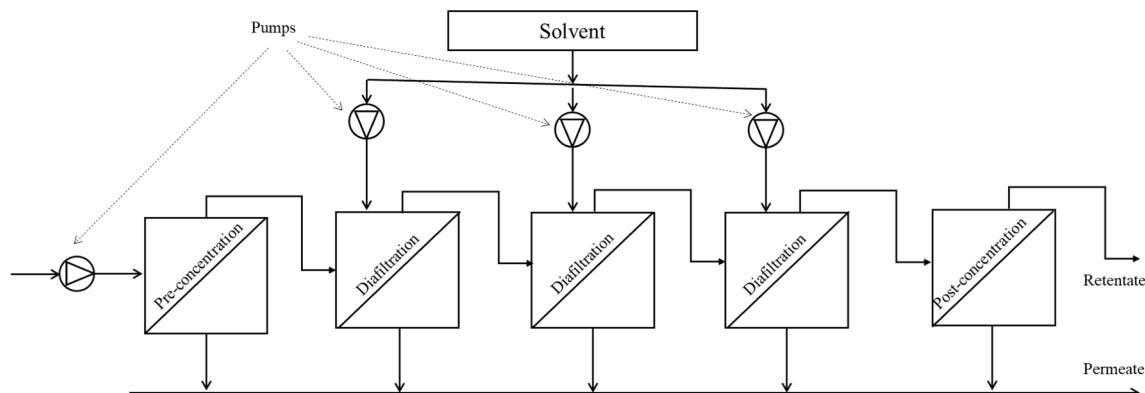 Pumps
Solvent
Pre-concentration
Diafiltration
Diafiltration
Diafiltration
Post-concentration
Retentate
Permeate